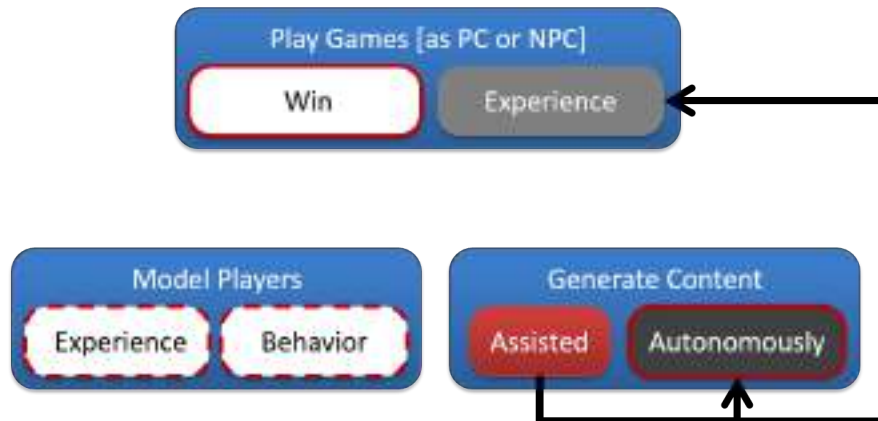 Play Games [as PC or NPC]
Win
Experience
Model Players
Generate Content
Experience
Behavior
Assisted
Autonomously